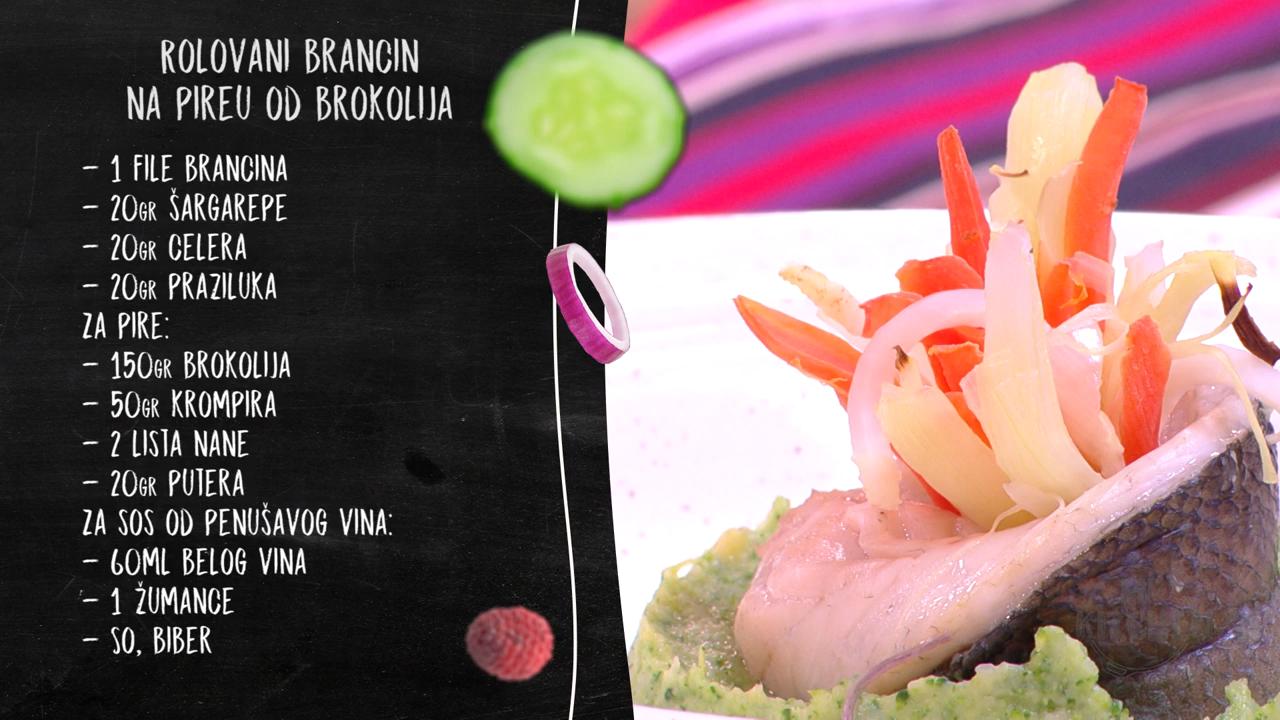 ROLOVANI BRANCIN
NA PIREU OD BROKOLIJA
- 1 FILE BRANCINA
- 20GR ŠARGAREPE
- 20GR CELERA
- 20GR PRAZILUKA
ZA PIRE:
- 150GR BROKOLIJA
- 50GR KROMPIRA
- 2 LISTA NANE
- 20GR PUTERA
ZA SOS OD PENUŠAVOG VINA:
- 60ML BELOG VINA
- 1 ŽUMANCE
- SO, BIBER